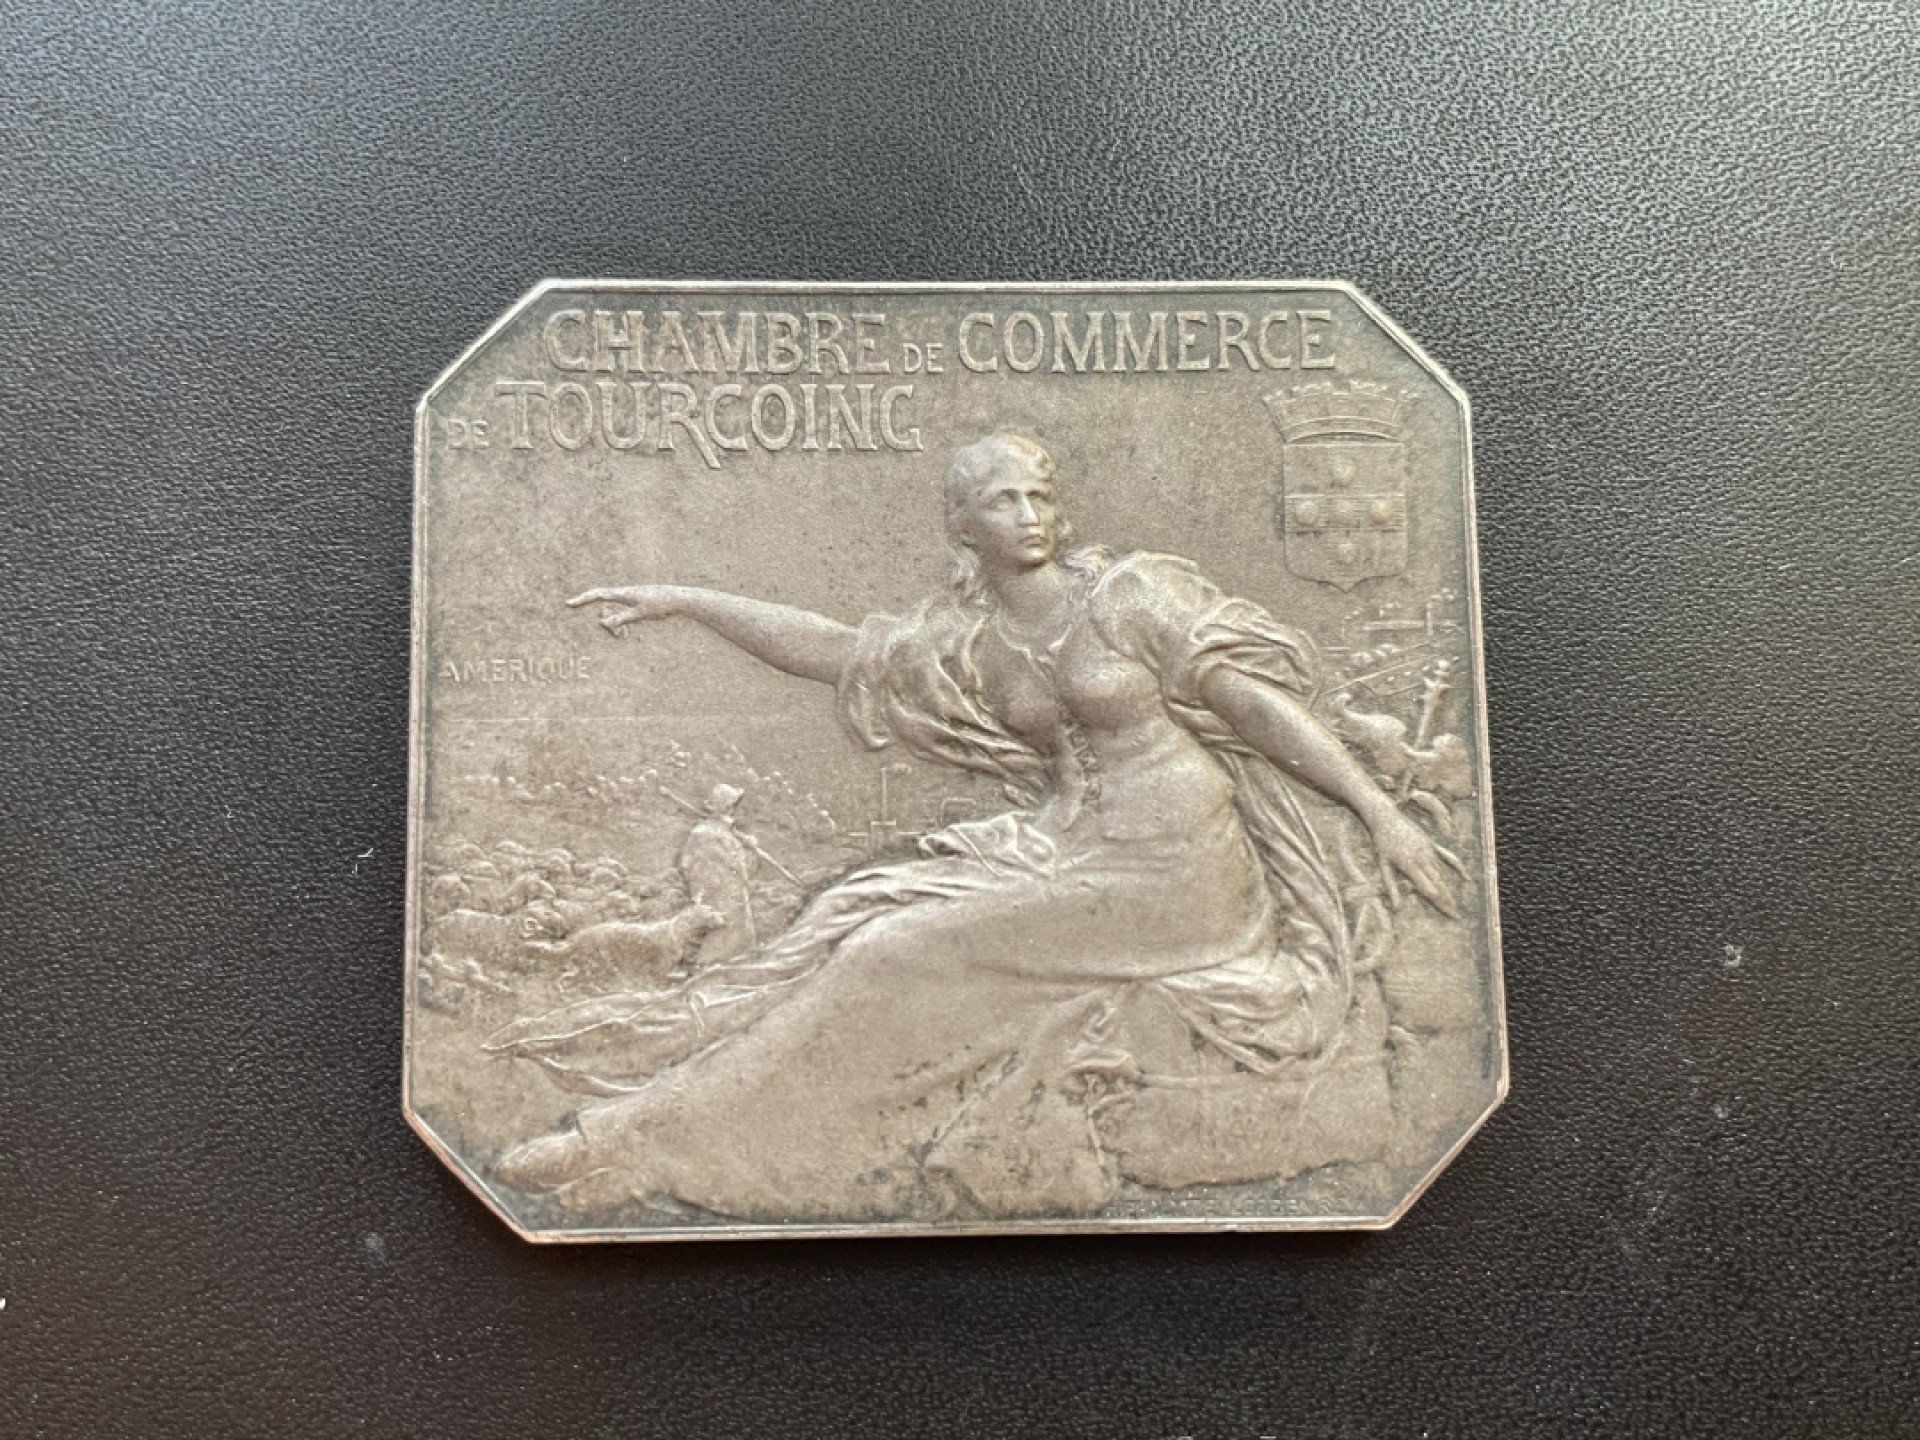 CHAMBRE DE COMMERCE
DE TOURCOING
AMERIQUE